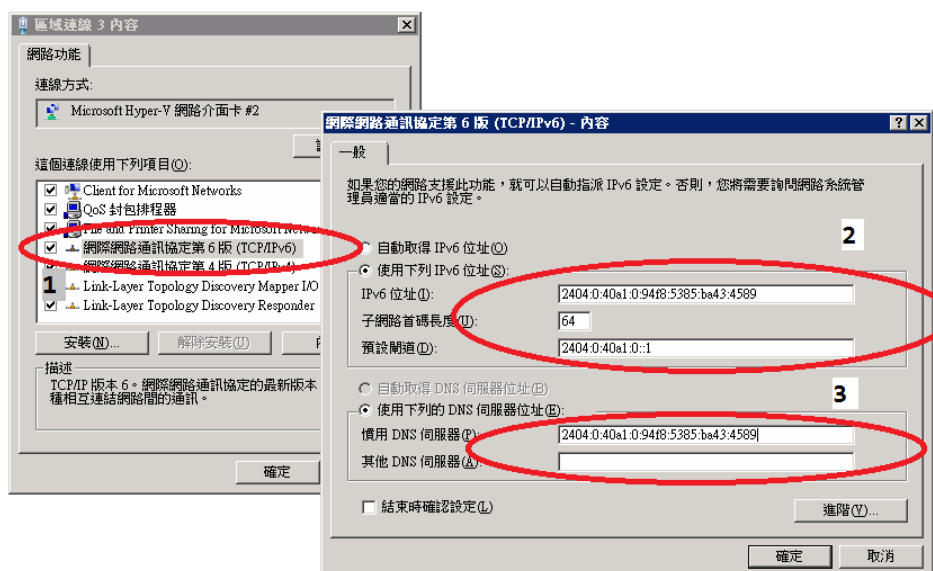 區域連線 3 內容
網路功能
連線方式:
Microsoft Hyper-V 網路介面卡 #2
這個連線使用下列項目(O):
Client for Microsoft Networks
QoS 封包排程器
File and Printer Sharing for Microsoft
網際網路通訊協定第 6 版 (TCP/IPv6)
網際網路通訊協定第 4 版 (TCP/IPv4)
1
Link-Layer Topology Discovery Mapper I/O
Link-Layer Topology Discovery Responder
安裝(N)...
解除安裝(U)
描述
TCP/IP 版本 6。網際網路通訊協定的最新版本
種相互連結網路間的通訊。
確定
網際網路通訊協定第 6 版 (TCP/IPv6) - 內容
一般
如果您的網路支援此功能,就可以自動指派 IPv6 設定。否則,您將需要詢問網路系統管
理員適當的 IPv6 設定。
2
自動取得 IPv6 位址(O)
使用下列 IPv6 位址(S):
IPv6 位址(I):
2404:0:40a1:0:94f8:5385:ba43:4589
子網路首碼長度(U):
64
預設閘道(D):
2404:0:40a1:0::1
自動取得 DNS 伺服器位址(B)
3
使用下列的 DNS 伺服器位址(E):
慣用 DNS 伺服器(P):
2404:0:40a1:0:94f8:5385:ba43:4589
其他 DNS 伺服器(A):
結束時確認設定(L)
進階(V)...
確定
取消